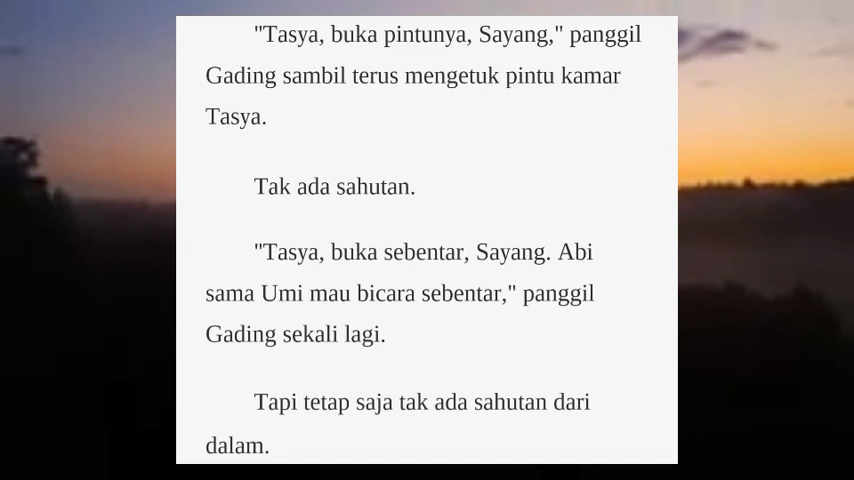 "Tasya, buka pintunya, Sayang," panggil
Gading sambil terus mengetuk pintu kamar
Tasya.
Tak ada sahutan.
"Tasya, buka sebentar, Sayang. Abi
sama Umi mau bicara sebentar," panggil
Gading sekali lagi.
Tapi tetap saja tak ada sahutan dari
dalam.